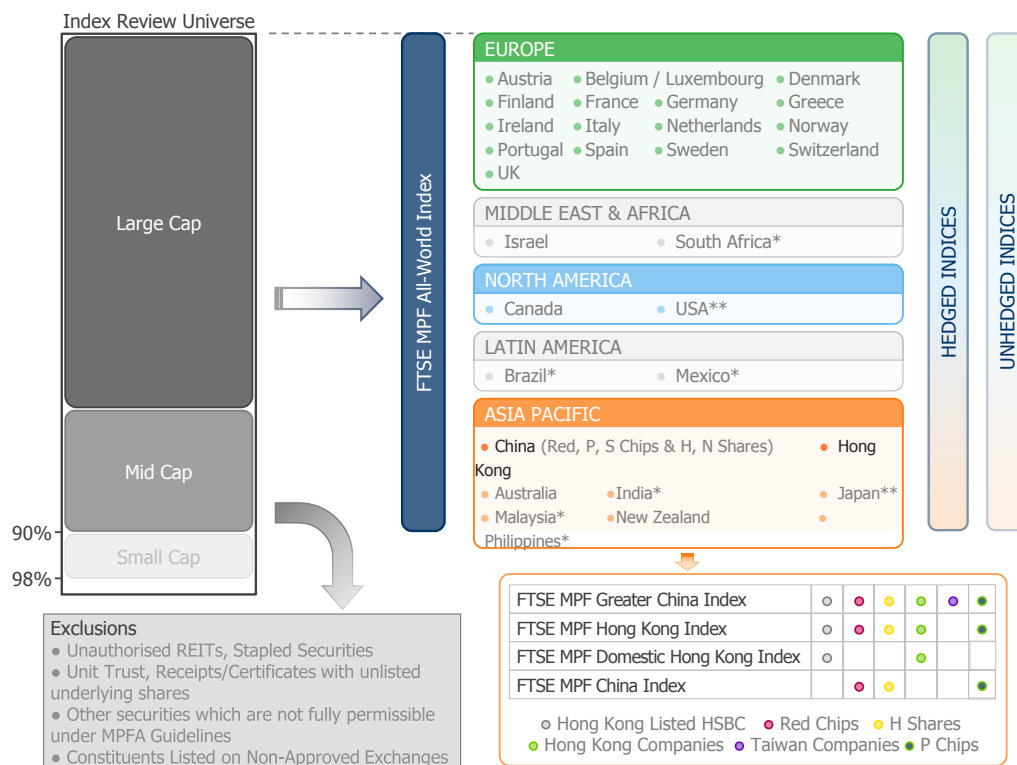 Index Review Universe
Large Cap
Mid Cap
90%
Small Cap
98%
FTSE MPF All-World Index
EUROPE
● Austria ● Belgium / Luxembourg ● Denmark
● Finland ● France ● Germany ● Greece
● Ireland ● Italy ● Netherlands ● Norway
● Portugal ● Spain ● Sweden ● Switzerland
● UK
MIDDLE EAST & AFRICA
● Israel ● South Africa*
NORTH AMERICA
● Canada ● USA**
LATIN AMERICA
● Brazil* ● Mexico*
ASIA PACIFIC
● China (Red, P, S Chips & H, N Shares) ● Hong
Kong
● Australia ● India* ● Japan**
● Malaysia* ● New Zealand ●
Philippines*
HEDGED INDICES
UNHEDGED INDICES
Exclusions
● Unauthorised REITs, Stapled Securities
● Unit Trust, Receipts/Certificates with unlisted
underlying shares
● Other securities which are not fully permissible
under MPFA Guidelines
● Constituents Listed on Non-Approved Exchanges
FTSE MPF Greater China Index
FTSE MPF Hong Kong Index
FTSE MPF Domestic Hong Kong Index
FTSE MPF China Index
● Hong Kong Listed HSBC ● Red Chips ● H Shares
● Hong Kong Companies ● Taiwan Companies ● P Chips